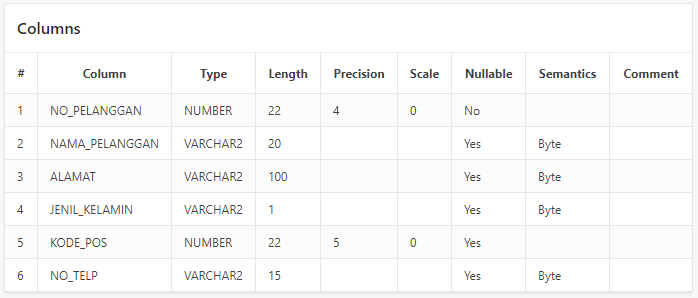 Columns
# Column Type Length Precision Scale Nullable Semantics Comment
1 NO_PELANGGAN NUMBER 22 4 0 No
2 NAMA_PELANGGAN VARCHAR2 20 Yes Byte
3 ALAMAT VARCHAR2 100 Yes Byte
4 JENIL_KELAMIN VARCHAR2 1 Yes Byte
5 KODE_POS NUMBER 22 5 0 Yes
6 NO_TELP VARCHAR2 15 Yes Byte